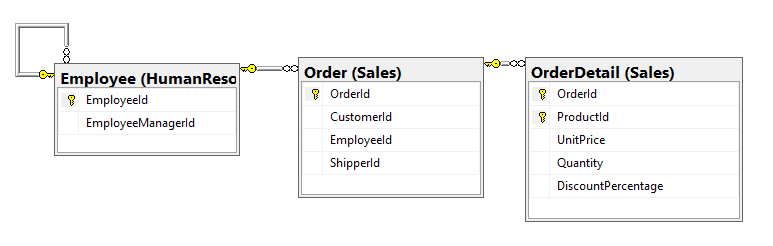 Employee (HumanReso
EmployeeId
EmployeeManagerId
Order (Sales)
OrderId
CustomerId
EmployeeId
ShipperId
OrderDetail (Sales)
OrderId
ProductId
UnitPrice
Quantity
DiscountPercentage